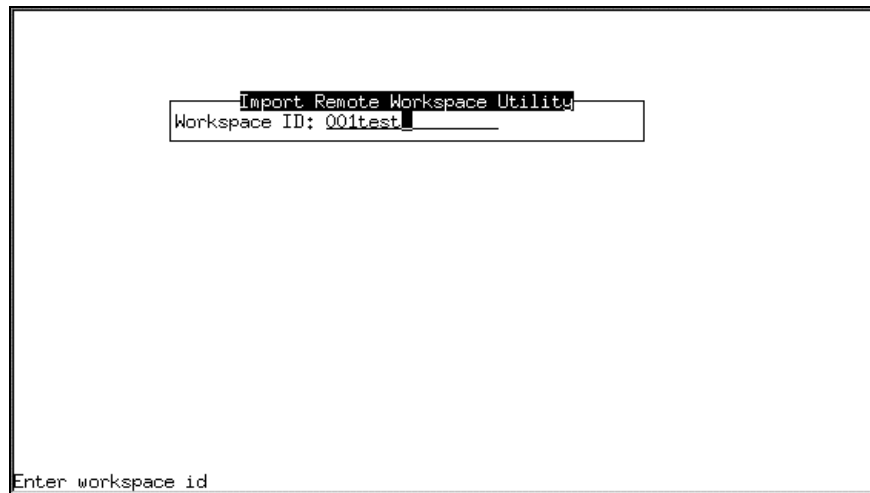 Import Remote Workspace Utility
Workspace ID: 001test
Enter workspace id